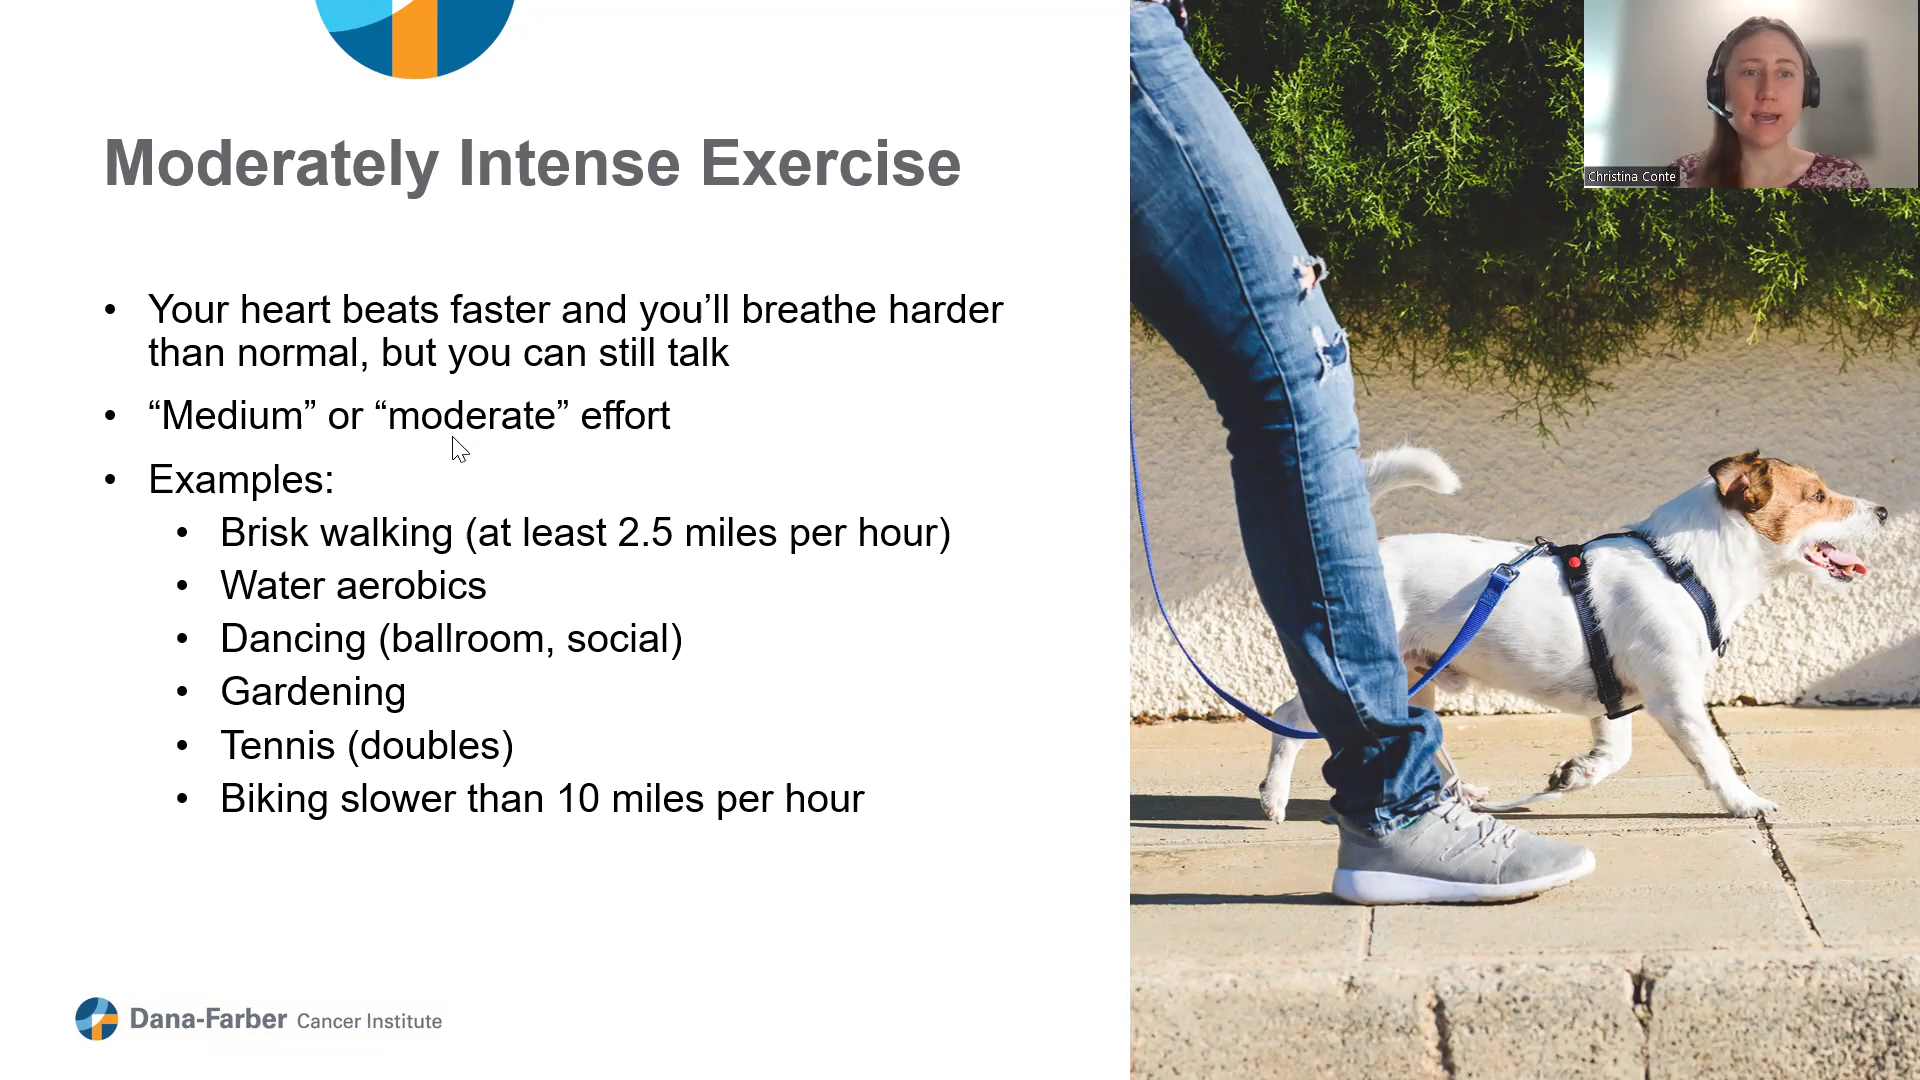 Moderately Intense Exercise
Christina Conte
• Your heart beats faster and you’ll breathe harder
than normal, but you can still talk
• “Medium” or “moderate” effort
• Examples:
• Brisk walking (at least 2.5 miles per hour)
• Water aerobics
• Dancing (ballroom, social)
• Gardening
• Tennis (doubles)
• Biking slower than 10 miles per hour
Dana-Farber Cancer Institute